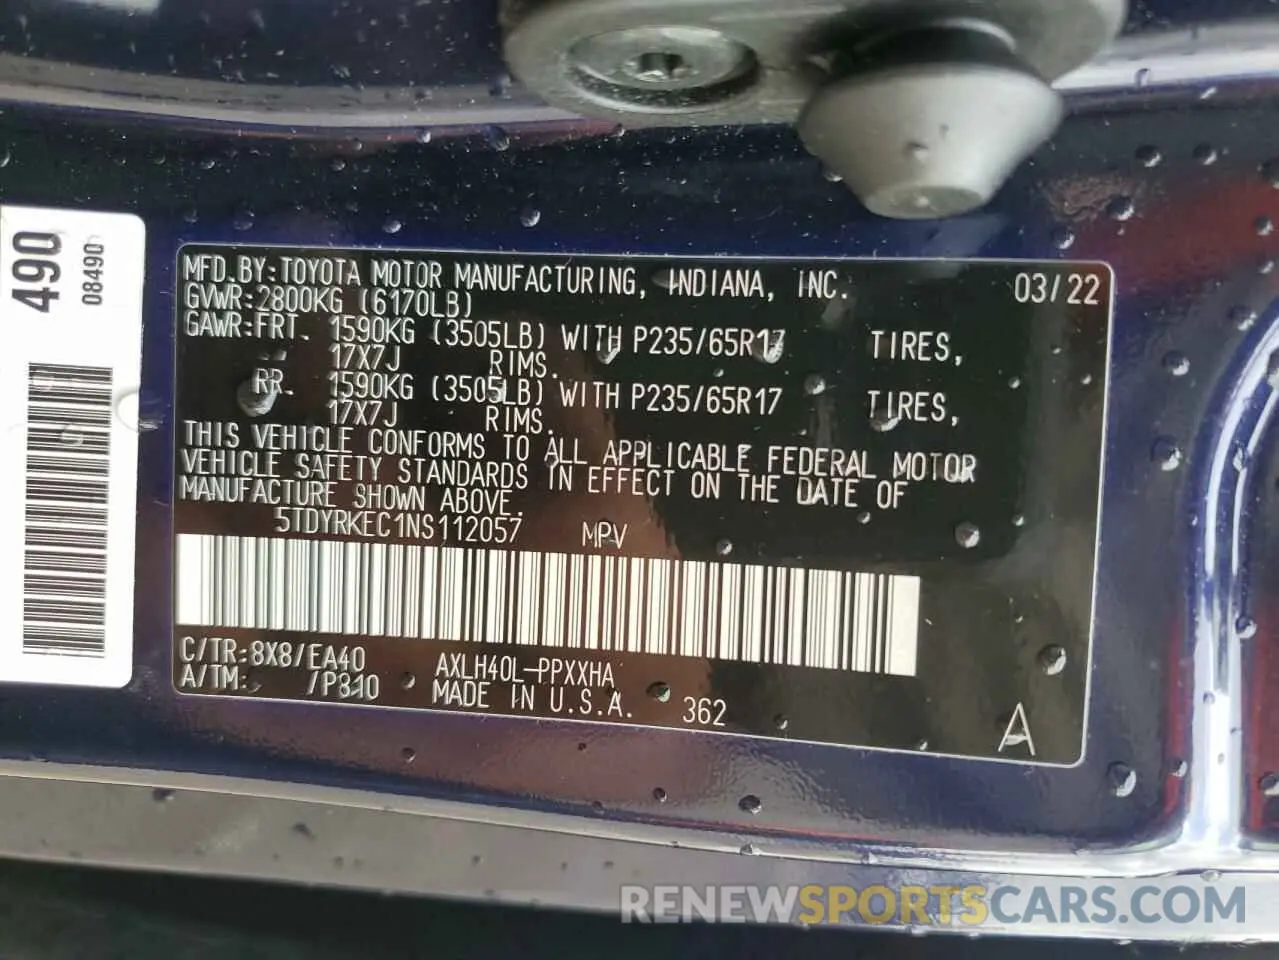 490
08490
MFD.BY:TOYOTA MOTOR MANUFACTURING, INDIANA, INC. 03/22
GVWR:2800KG (6170LB)
GAWR:FRT. 1590KG (3505LB) WITH P235/65R17 TIRES,
17X7J RIMS.
RR. 1590KG (3505LB) WITH P235/65R17 TIRES,
17X7J RIMS.
THIS VEHICLE CONFORMS TO ALL APPLICABLE FEDERAL MOTOR
VEHICLE SAFETY STANDARDS IN EFFECT ON THE DATE OF
MANUFACTURE SHOWN ABOVE.
5TDYRKEC1NS112057 MPV
C/TR:8X8/EA40 AXLH40L-PPXXHA
A/TM: /P810 MADE IN U.S.A. 362
A
RENEWSPORTSCARS.COM